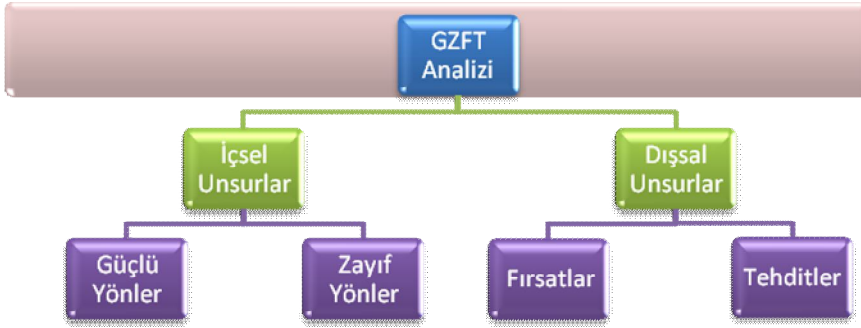 GZFT
Analizi
İçsel
Unsurlar
Dışsal
Unsurlar
Güçlü
Yönler
Zayıf
Yönler
Fırsatlar
Tehditler